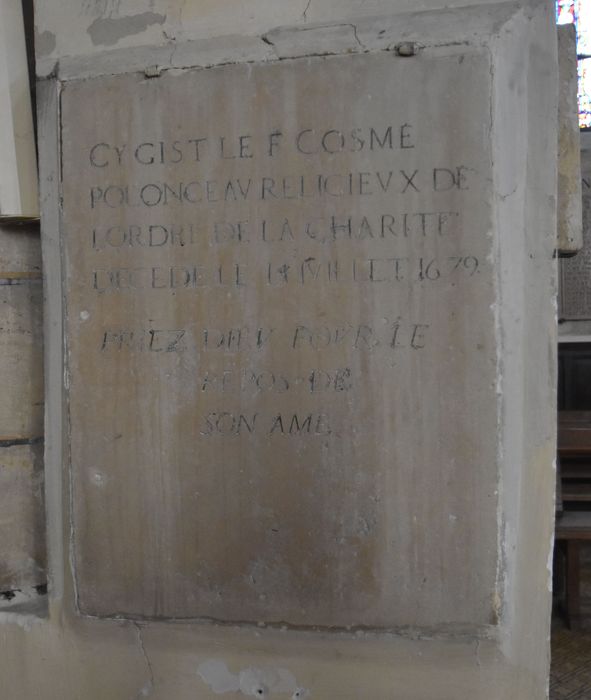 CY GIST LE F COSME
POLONCEAV RELIGIEVX DE
LORDRE DE LA CHARITE
DECEDE LE 14 IVILLET 1679
PRIEZ DIEV POVR LE
REPOS DE
SON AME